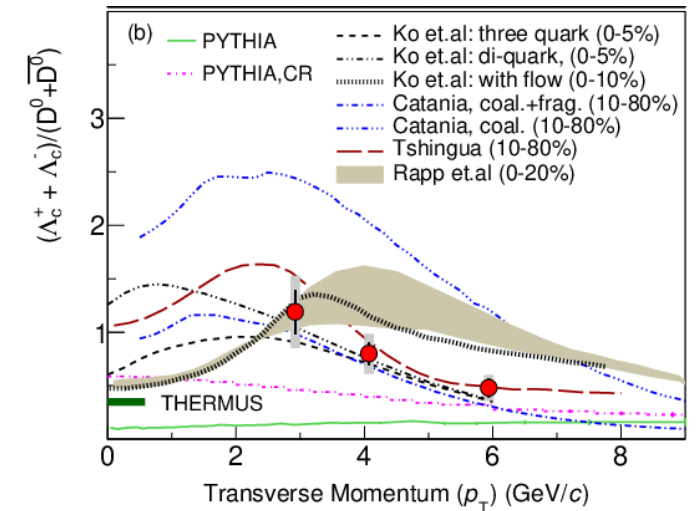 (b)
PYTHIA
PYTHIA,CR
Ko et.al: three quark (0-5%)
Ko et.al: di-quark, (0-5%)
Ko et.al: with flow (0-10%)
Catania, coal.+frag. (10-80%)
Catania, coal. (10-80%)
Tshingua (10-80%)
Rapp et.al (0-20%)
(Λc⁺ + Λc⁻)/(D⁰+D̅⁰)
3
2
1
THERMUS
0 2 4 6 8
Transverse Momentum (pT) (GeV/c)